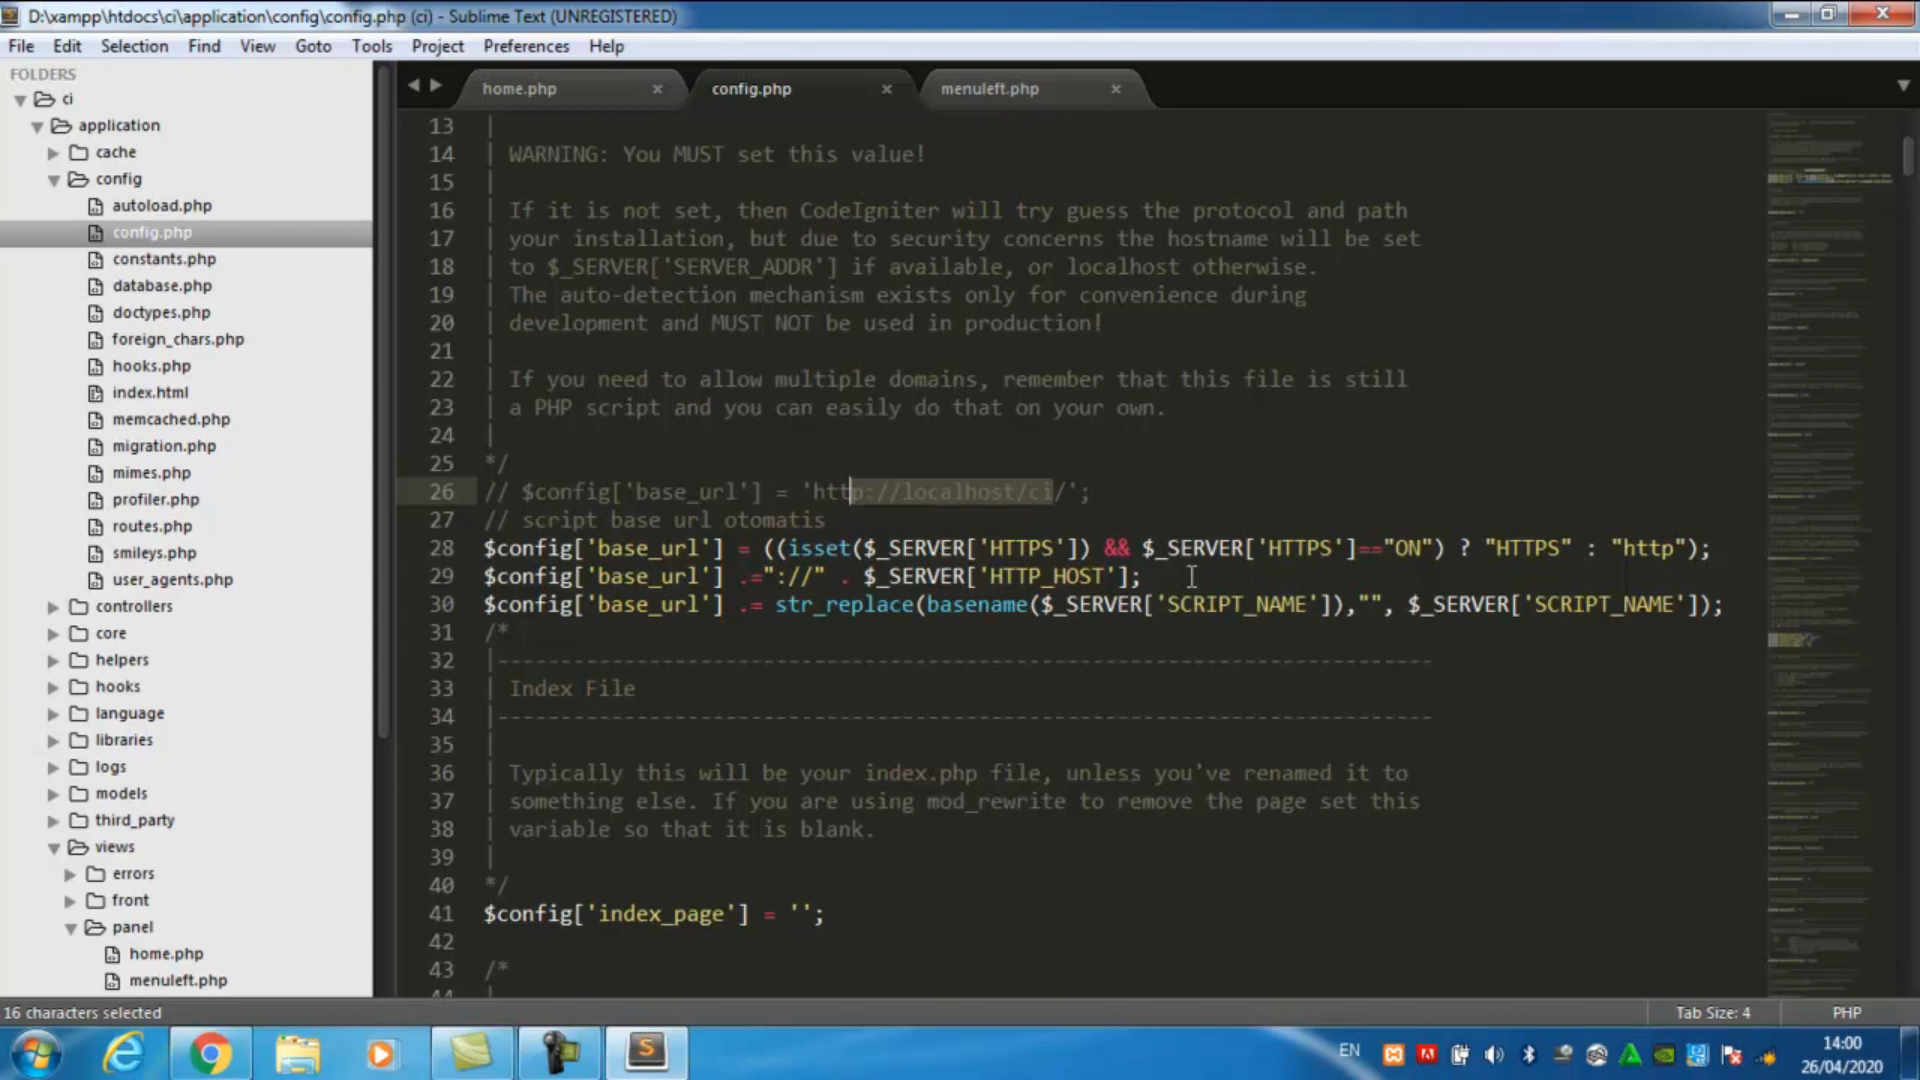 D:\xampp\htdocs\ci\application\config\config.php (ci) - Sublime Text (UNREGISTERED)
File Edit Selection Find View Goto Tools Project Preferences Help
FOLDERS
ci
application
cache
config
autoload.php
config.php
constants.php
database.php
doctypes.php
foreign_chars.php
hooks.php
index.html
memcached.php
migration.php
mimes.php
profiler.php
routes.php
smileys.php
user_agents.php
controllers
core
helpers
hooks
language
libraries
logs
models
third_party
views
errors
front
panel
home.php
menuleft.php
home.php config.php menuleft.php
13 |
14 | WARNING: You MUST set this value!
15 |
16 | If it is not set, then CodeIgniter will try guess the protocol and path
17 | your installation, but due to security concerns the hostname will be set
18 | to $_SERVER['SERVER_ADDR'] if available, or localhost otherwise.
19 | The auto-detection mechanism exists only for convenience during
20 | development and MUST NOT be used in production!
21 |
22 | If you need to allow multiple domains, remember that this file is still
23 | a PHP script and you can easily do that on your own.
24 |
25 */
26 // $config['base_url'] = 'http://localhost/ci/';
27 // script base url otomatis
28 $config['base_url'] = ((isset($_SERVER['HTTPS']) && $_SERVER['HTTPS']=="ON") ? "HTTPS" : "http");
29 $config['base_url'] .="://" . $_SERVER['HTTP_HOST'];
30 $config['base_url'] .= str_replace(basename($_SERVER['SCRIPT_NAME']),"", $_SERVER['SCRIPT_NAME']);
31 /*
32 |--------------------------------------------------------------------------
33 | Index File
34 |--------------------------------------------------------------------------
35 |
36 | Typically this will be your index.php file, unless you've renamed it to
37 | something else. If you are using mod_rewrite to remove the page set this
38 | variable so that it is blank.
39 |
40 */
41 $config['index_page'] = '';
42
43 /*
44
16 characters selected
Tab Size: 4 PHP
EN
14:00
26/04/2020